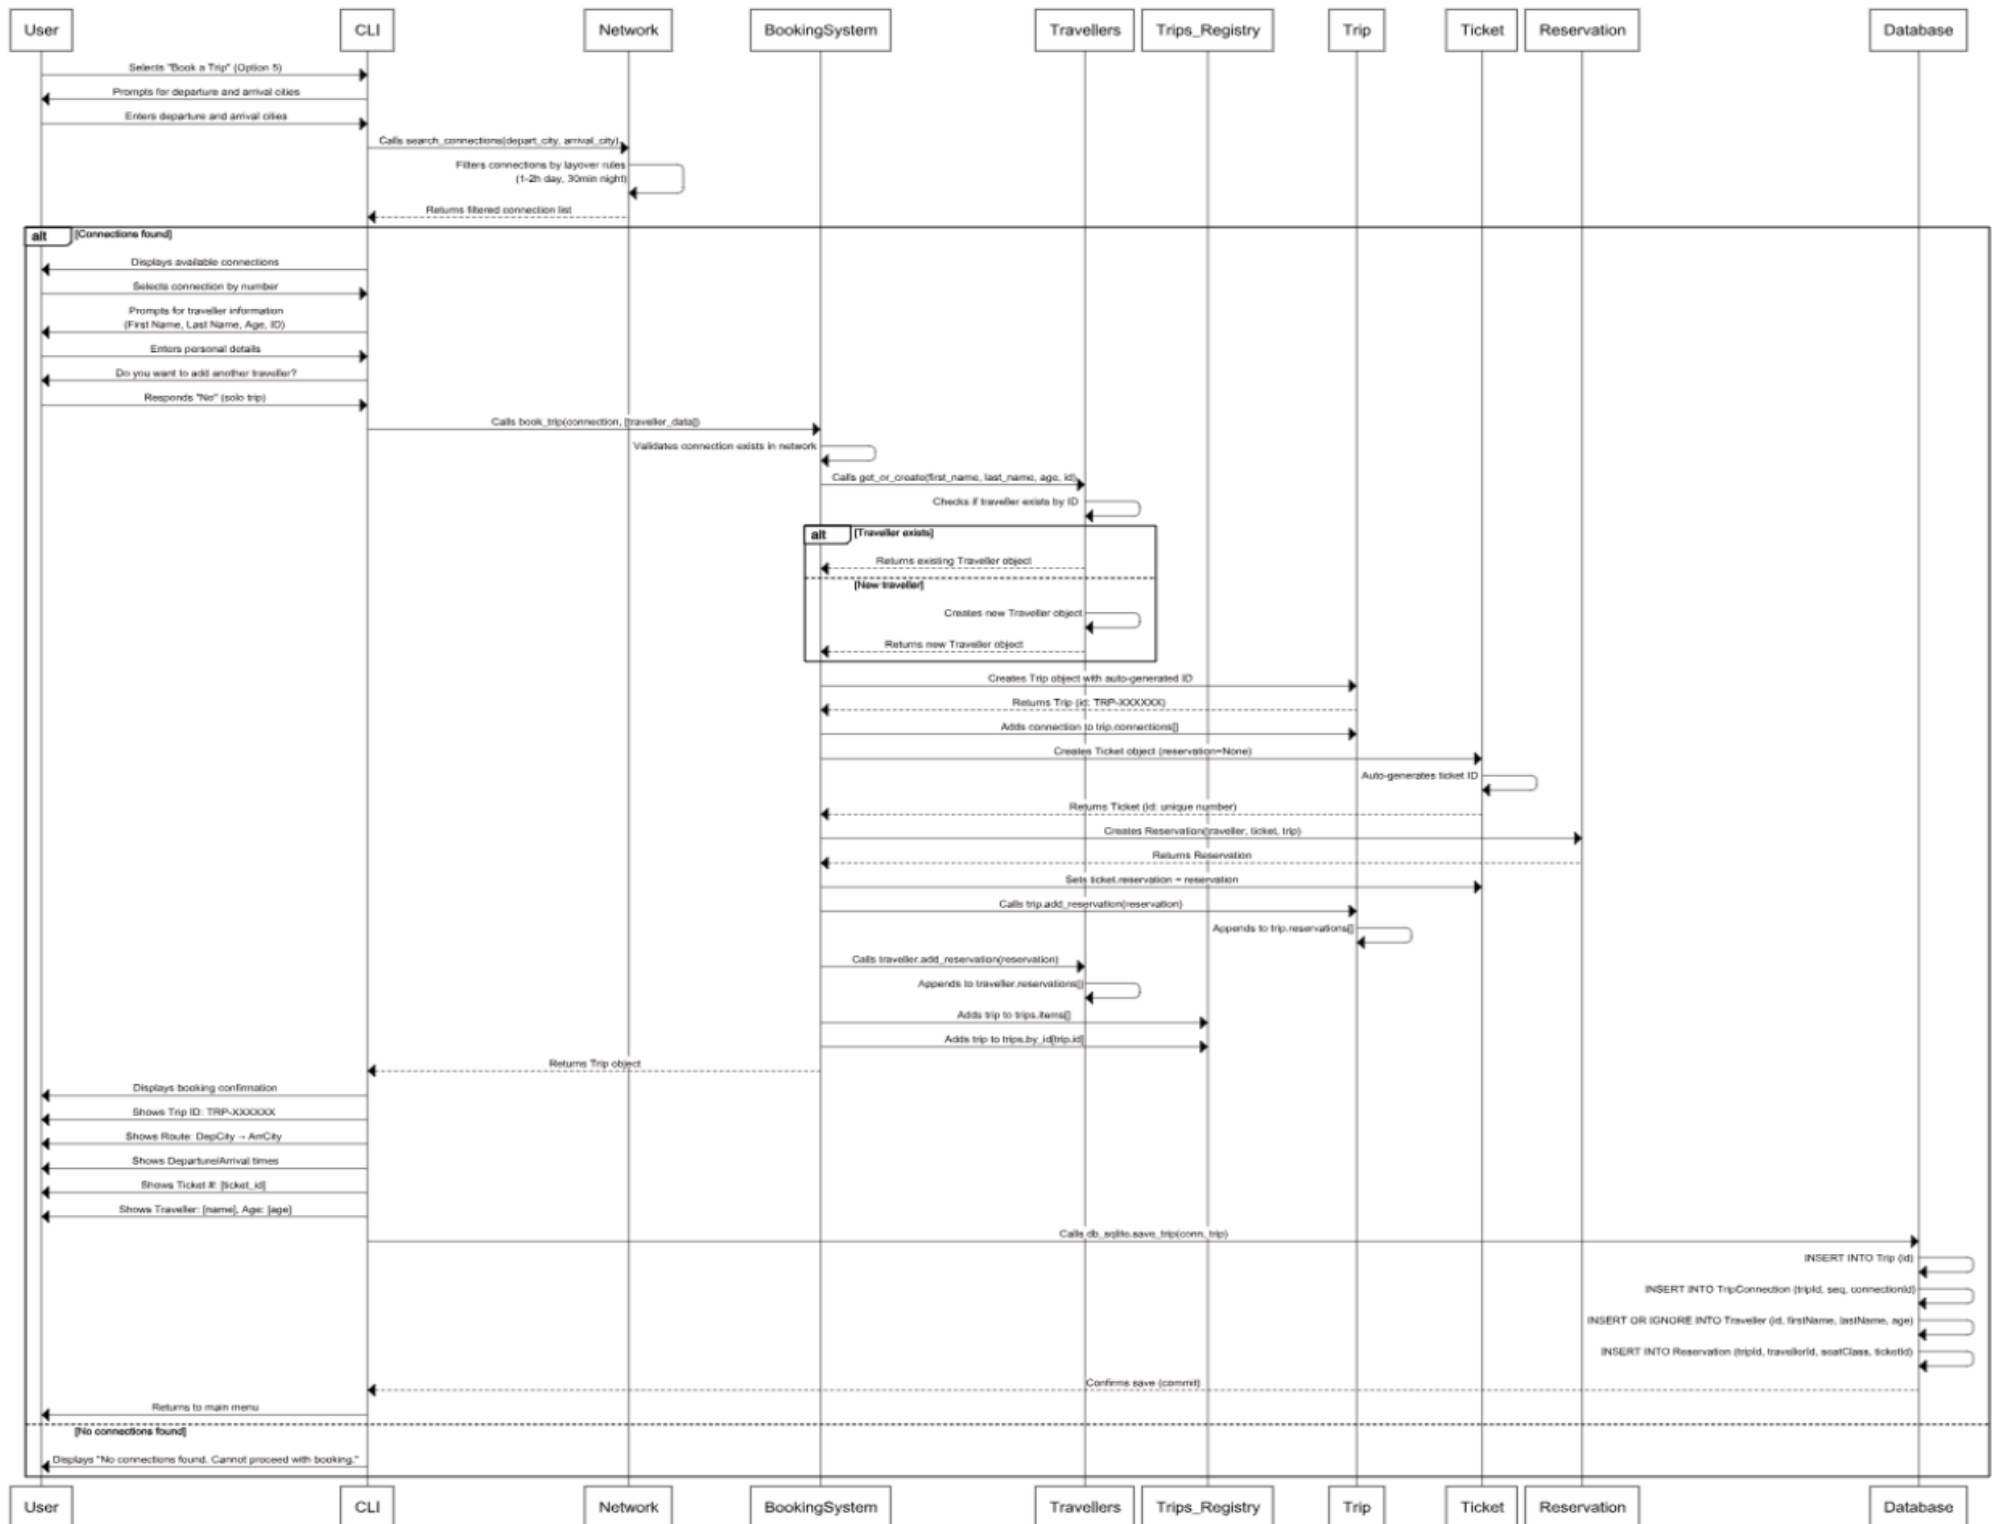 User
CLI
Network
BookingSystem
Travellers
Trips_Registry
Trip
Ticket
Reservation
Database
Selects "Book a Trip" (Option 5)
Prompts for departure and arrival cities
Enters departure and arrival cities
Calls search_connections(depart_city, arrival_city)
Filters connections by layover rules
(1-2h day, 30min night)
Returns filtered connection list
alt
[Connections found]
Displays available connections
Selects connection by number
Prompts for traveller information
(First Name, Last Name, Age, ID)
Enters personal details
Do you want to add another traveller?
Responds "No" (solo trip)
Calls book_trip(connection, [traveller_data])
Validates connection exists in network
Calls get_or_create(first_name, last_name, age, id)
Checks if traveller exists by ID
alt
[Traveller exists]
Returns existing Traveller object
[New traveller]
Creates new Traveller object
Returns new Traveller object
Creates Trip object with auto-generated ID
Returns Trip (id: TRP-XXXXXX)
Adds connection to trip.connections[]
Creates Ticket object (reservation=None)
Auto-generates ticket ID
Returns Ticket (id: unique number)
Creates Reservation(traveller, ticket, trip)
Returns Reservation
Sets ticket.reservation = reservation
Calls trip.add_reservation(reservation)
Appends to trip.reservations[]
Calls traveller.add_reservation(reservation)
Appends to traveller.reservations[]
Adds trip to trips.items[]
Adds trip to trips.by_id[trip.id]
Returns Trip object
Displays booking confirmation
Shows Trip ID: TRP-XXXXXX
Shows Route: DepCity → ArrCity
Shows Departure/Arrival times
Shows Ticket #: [ticket_id]
Shows Traveller: [name], Age: [age]
Calls db_sqlite.save_trip(conn, trip)
INSERT INTO Trip (id)
INSERT INTO TripConnection (tripId, seq, connectionId)
INSERT OR IGNORE INTO Traveller (id, firstName, lastName, age)
INSERT INTO Reservation (tripId, travellerId, seatClass, ticketId)
Confirms save (commit)
Returns to main menu
[No connections found]
Displays "No connections found. Cannot proceed with booking."
User
CLI
Network
BookingSystem
Travellers
Trips_Registry
Trip
Ticket
Reservation
Database